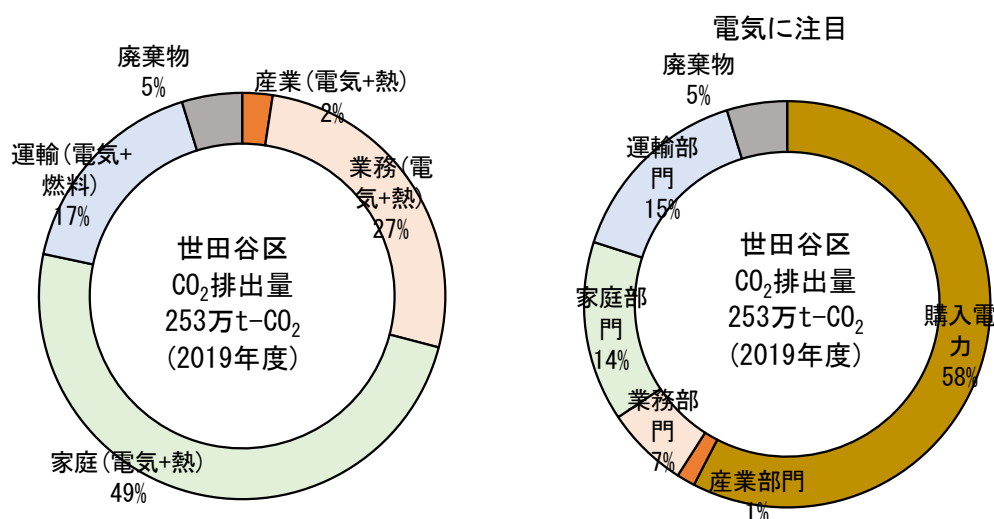 廃棄物
5%
産業(電気+熱)
2%
業務(電
気+熱)
27%
運輸(電気+
燃料)
17%
世田谷区
CO₂排出量
253万t-CO₂
(2019年度)
家庭(電気+熱)
49%
電気に注目
廃棄物
5%
運輸部
門
15%
家庭部
門
14%
世田谷区
CO₂排出量
253万t-CO₂
(2019年度)
購入電
力
58%
業務部
門
7%
産業部門
1%